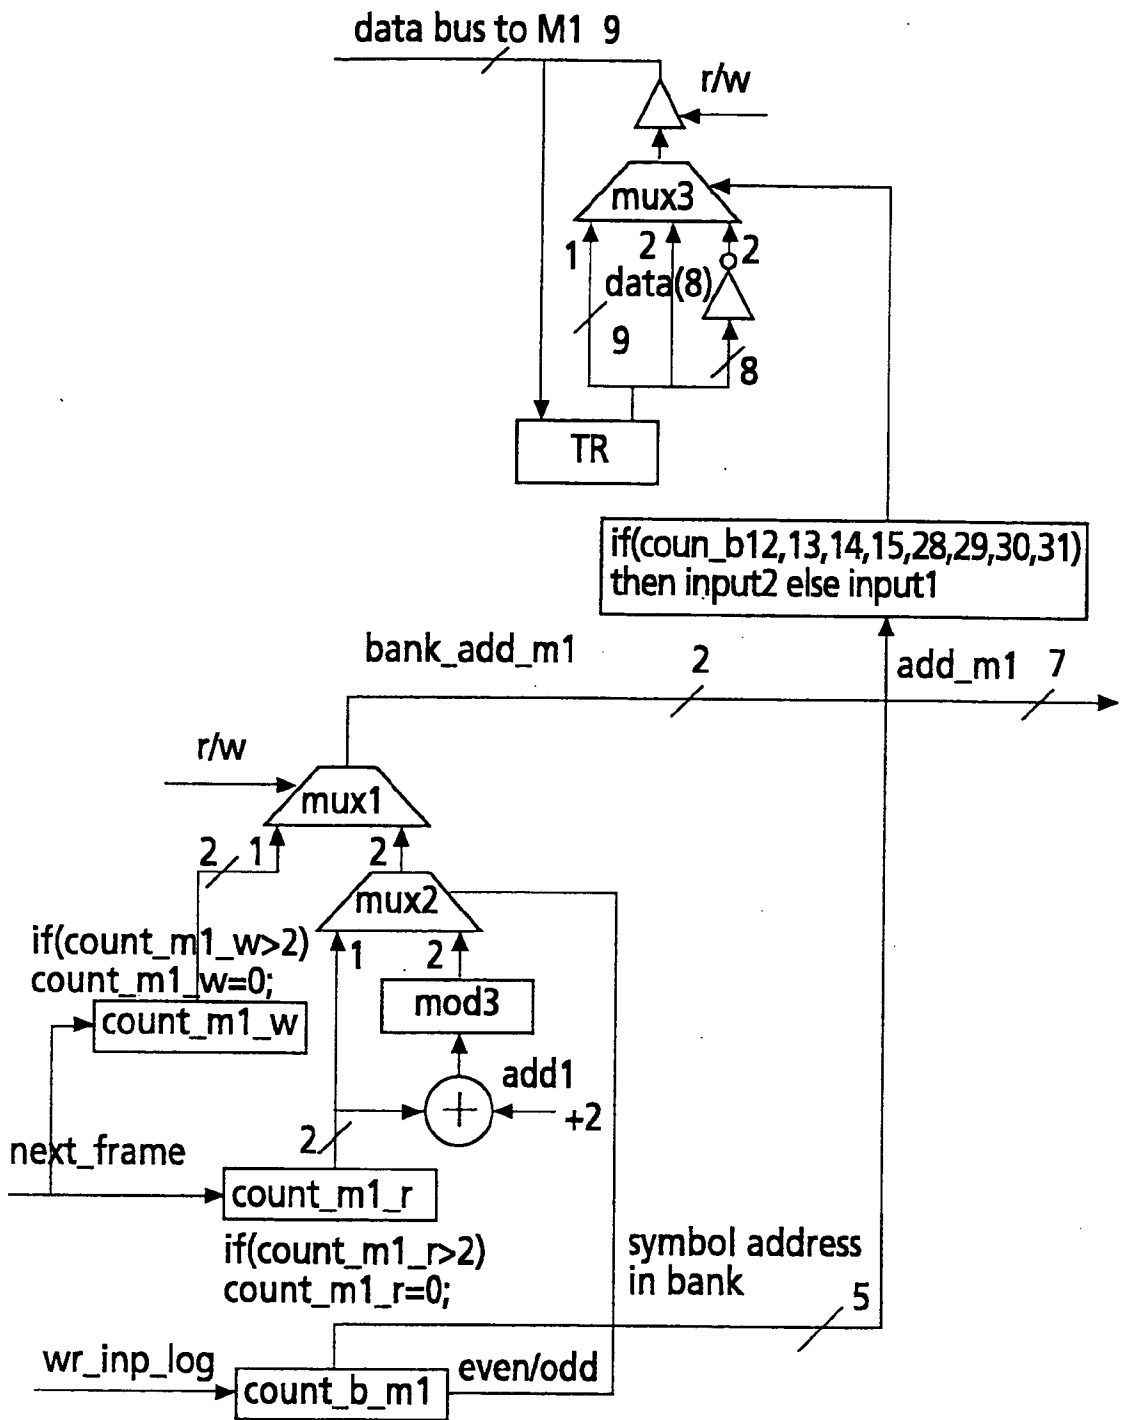 data bus to M1 9
r/w
mux3
1
2
2
data(8)
9
8
TR
if(coun_b12,13,14,15,28,29,30,31)
then input2 else input1
bank_add_m1
2
add_m1
7
r/w
mux1
2
1
2
mux2
if(count_m1_w>2)
count_m1_w=0;
1
2
count_m1_w
mod3
add1
+2
2
next_frame
count_m1_r
if(count_m1_r>2)
count_m1_r=0;
symbol address
in bank
5
wr_inp_log
count_b_m1
even/odd